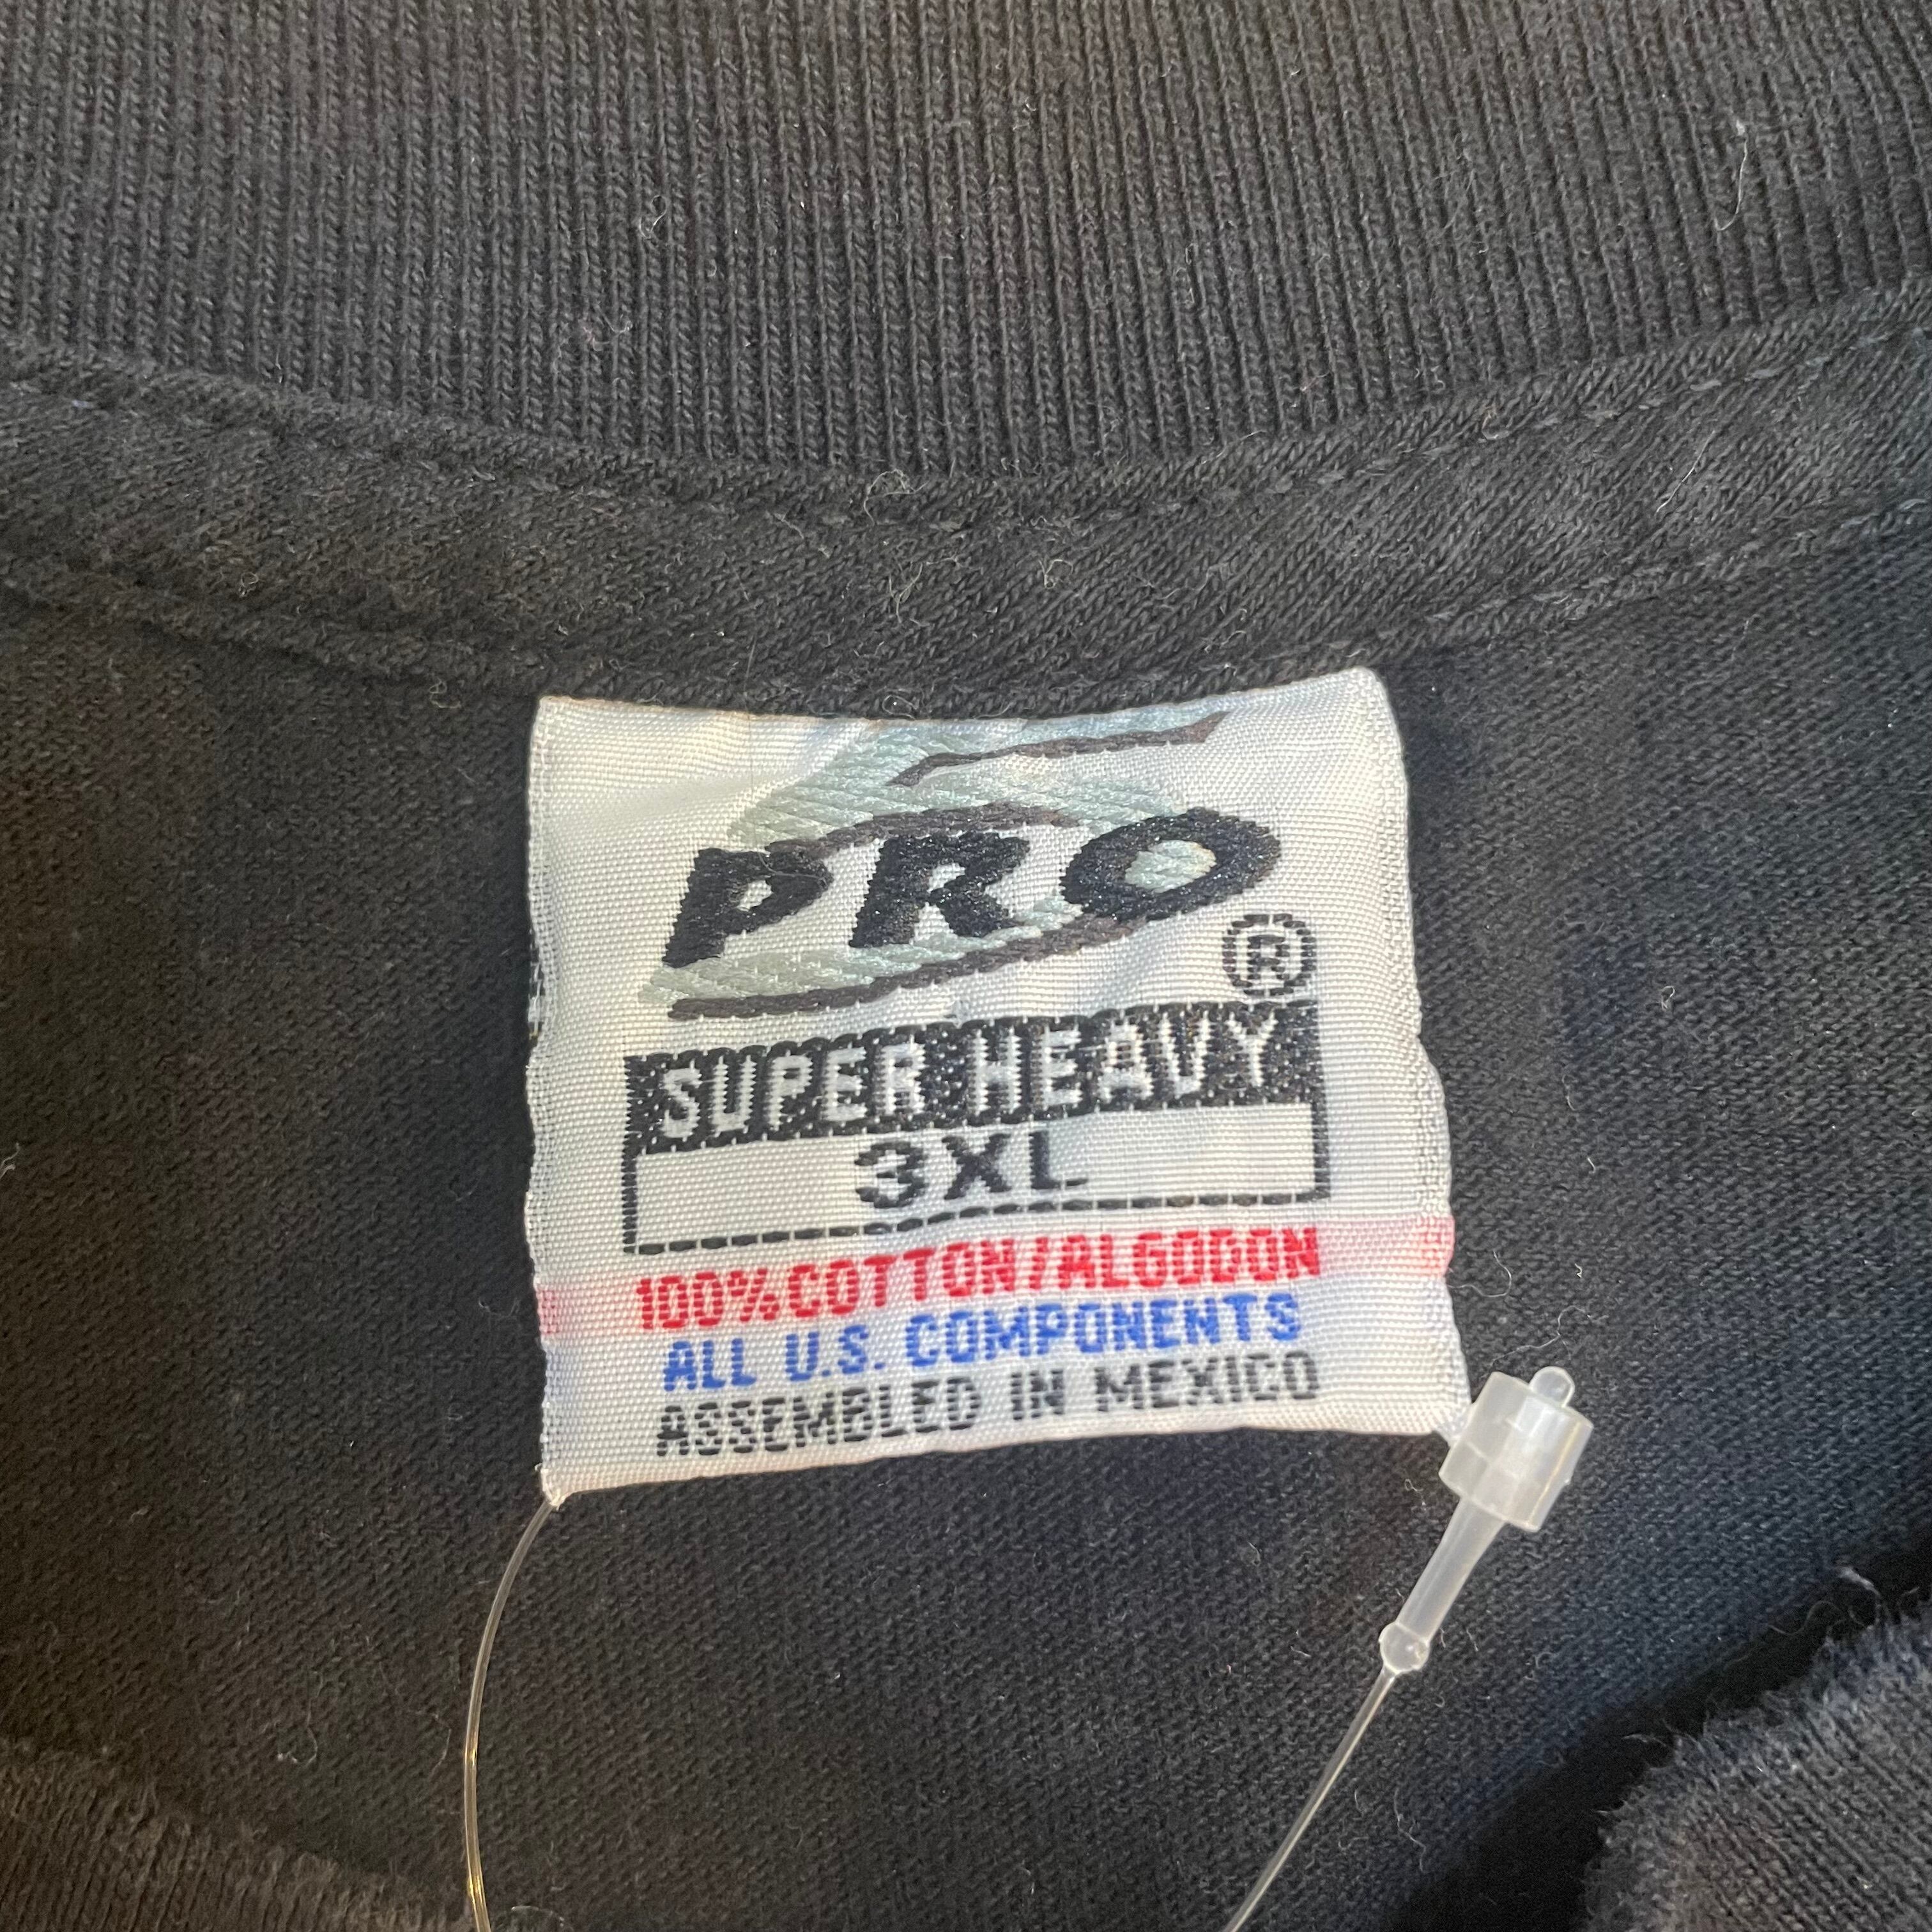 PRO
®
SUPER HEAVY
3XL
100%COTTON/ALGODON
ALL U.S. COMPONENTS
ASSEMBLED IN MEXICO